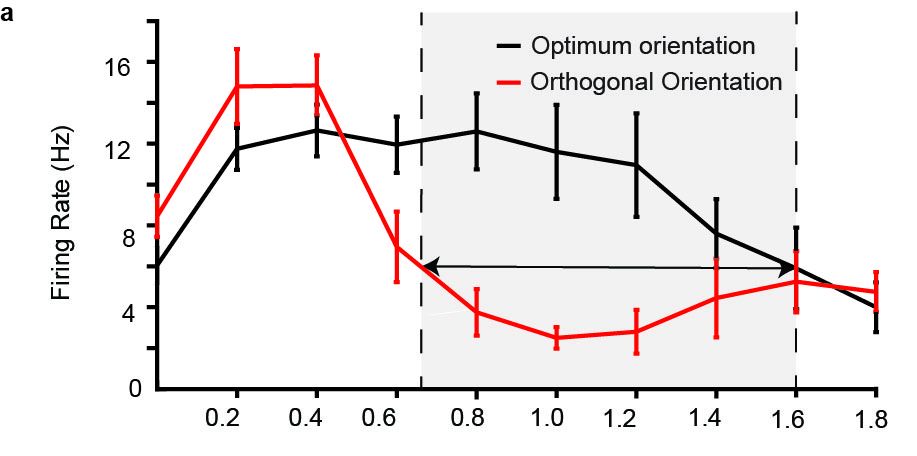 a
Optimum orientation
Orthogonal Orientation
Firing Rate (Hz)
16
12
8
4
0
0.2 0.4 0.6 0.8 1.0 1.2 1.4 1.6 1.8